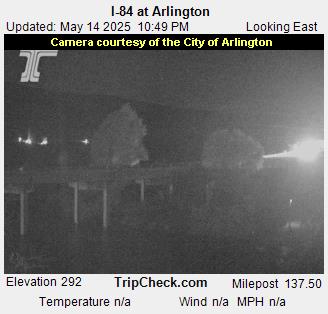 I-84 at Arlington
Updated: May 14 2025 10:49 PM Looking East
Camera courtesy of the City of Arlington
Elevation 292 TripCheck.com Milepost 137.50
Temperature n/a Wind n/a MPH n/a